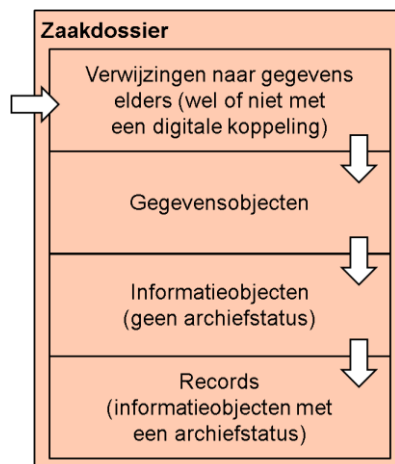 Zaakdossier
Verwijzingen naar gegevens
elders (wel of niet met
een digitale koppeling)
Gegevensobjecten
Informatieobjecten
(geen archiefstatus)
Records
(informatieobjecten met
een archiefstatus)